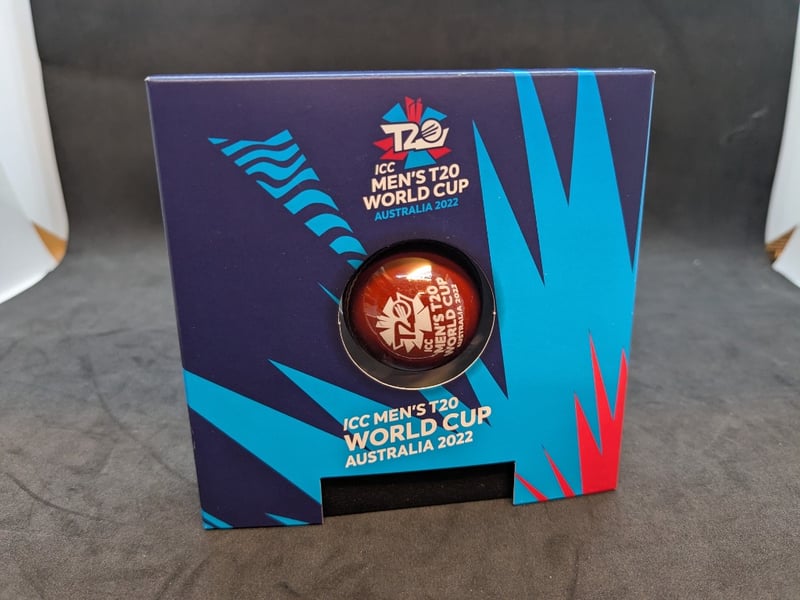 T20
ICC
MEN'S T20
WORLD CUP
AUSTRALIA 2022
T20
ICC
MEN'S T20
WORLD CUP
AUSTRALIA 2022
ICC MEN'S T20
WORLD CUP
AUSTRALIA 2022